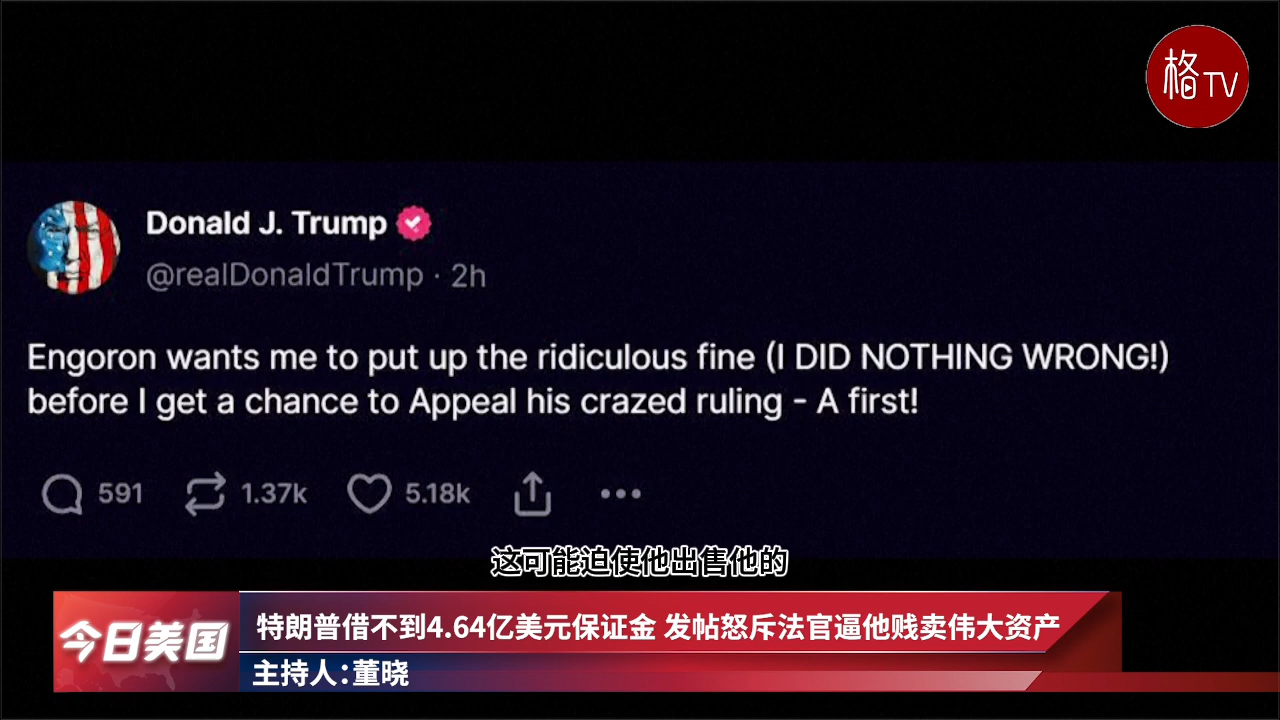 格TV
Donald J. Trump
@realDonaldTrump · 2h
Engoron wants me to put up the ridiculous fine (I DID NOTHING WRONG!)
before I get a chance to Appeal his crazed ruling - A first!
591 1.37k 5.18k
这可能迫使他出售他的
今日美国
特朗普借不到4.64亿美元保证金 发帖怒斥法官逼他贱卖伟大资产
主持人:董晓